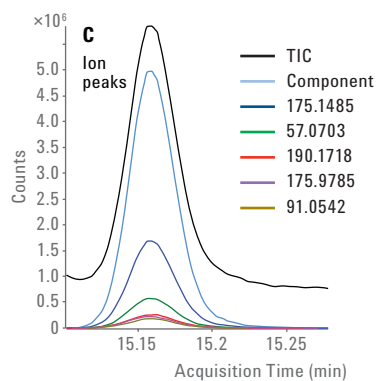 ×10⁶
C
Ion
peaks
TIC
Component
175.1485
57.0703
190.1718
175.9785
91.0542
5.0
4.5
4.0
3.5
3.0
2.5
2.0
1.5
1.0
0.5
0
Counts
15.15
15.2
15.25
Acquisition Time (min)